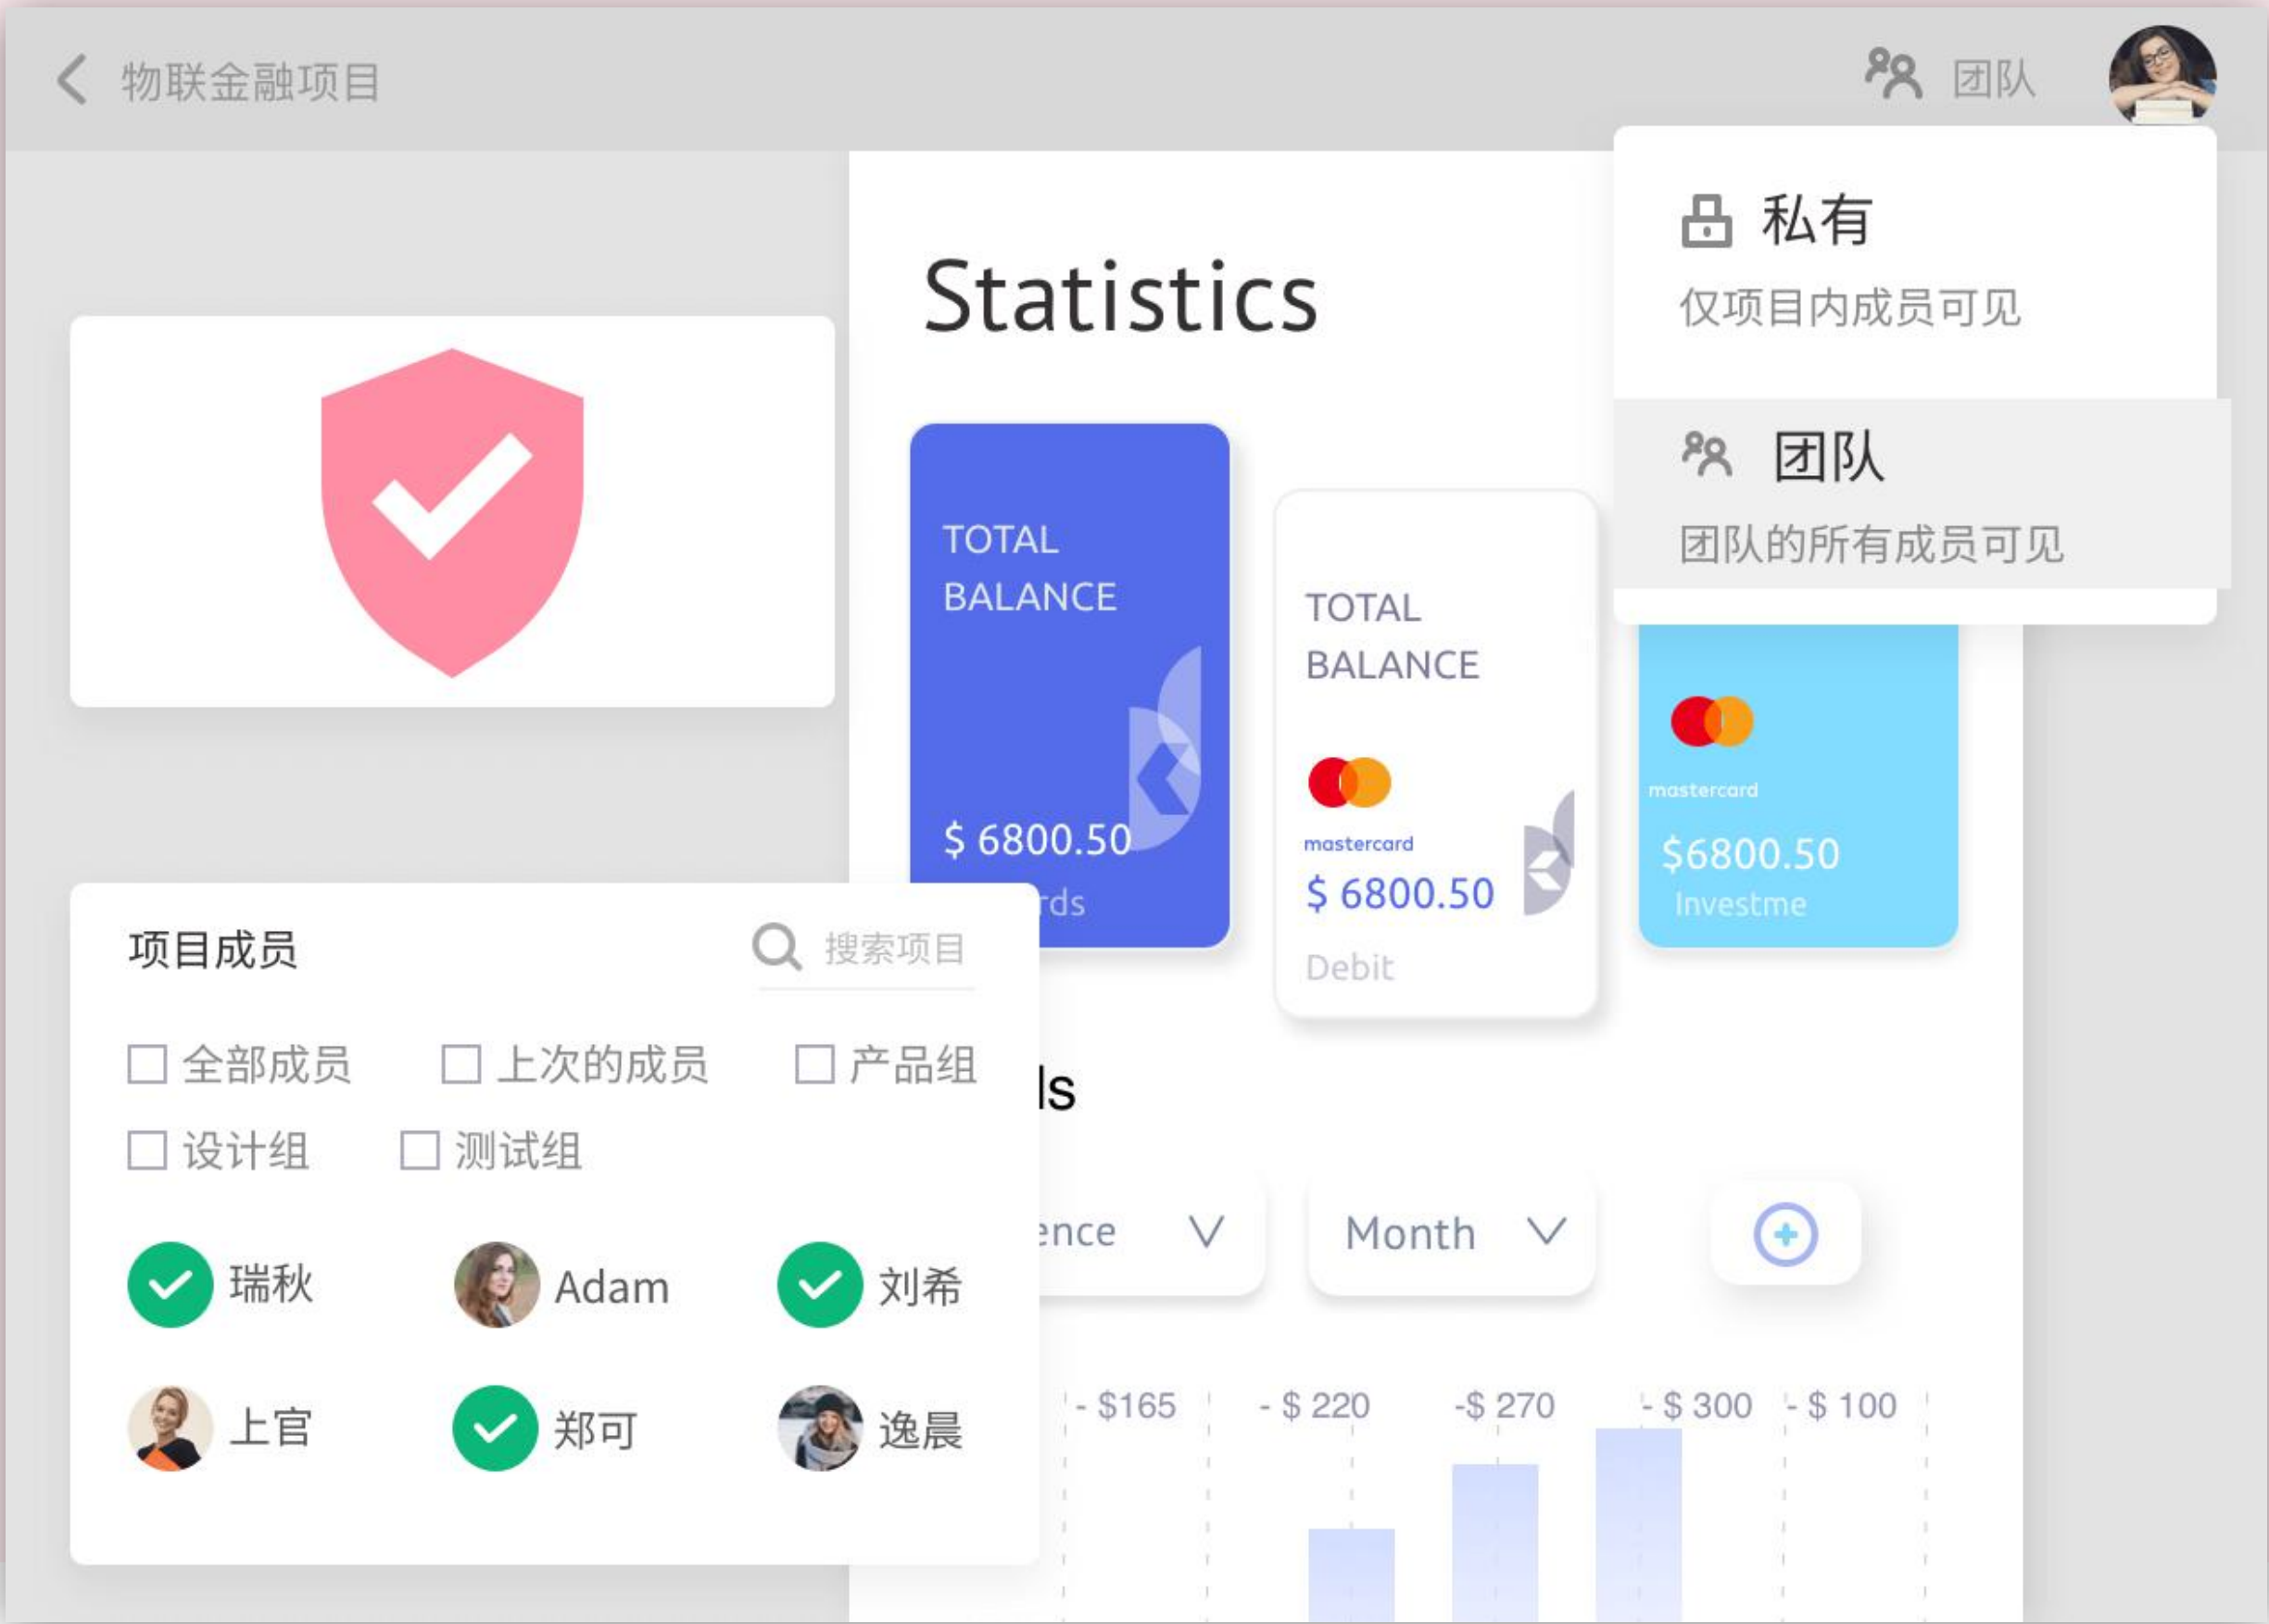 物联金融项目
团队
私有
仅项目内成员可见
团队
团队的所有成员可见
Statistics
TOTAL
BALANCE
$ 6800.50
TOTAL
BALANCE
mastercard
$ 6800.50
Debit
mastercard
$6800.50
Investme
项目成员
搜索项目
全部成员
上次的成员
产品组
设计组
测试组
瑞秋
Adam
刘希
上官
郑可
逸晨
Month
- $165
- $ 220
-$ 270
- $ 300
- $ 100